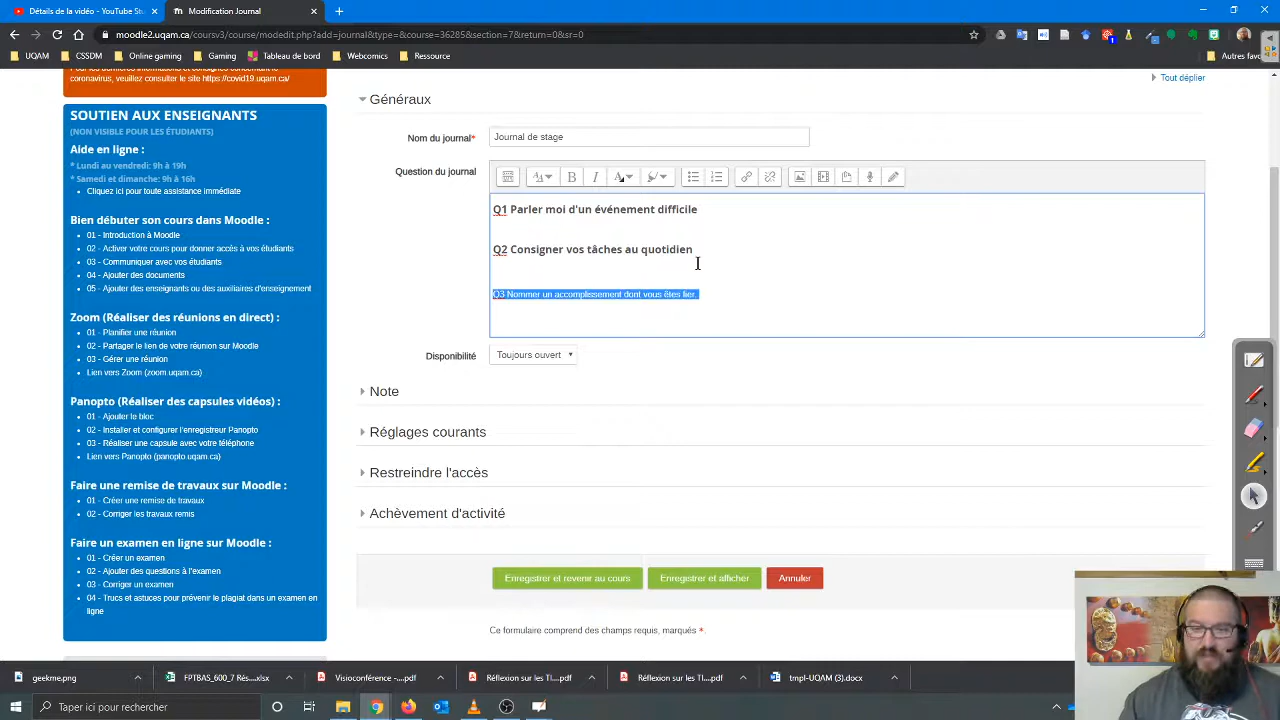 Détails de la vidéo - YouTube Stu
Modification Journal
moodle2.uqam.ca/coursv3/course/modedit.php?add=journal&type=&course=36285&section=7&return=0&sr=0
UQAM
CSSDM
Online gaming
Gaming
Tableau de bord
Webcomics
Ressource
Autres favo
Pour les dernières informations et consignes concernant le
coronavirus, veuillez consulter le site https://covid19.uqam.ca/
SOUTIEN AUX ENSEIGNANTS
(NON VISIBLE POUR LES ÉTUDIANTS)
Aide en ligne :
* Lundi au vendredi: 9h à 19h
* Samedi et dimanche: 9h à 16h
Cliquez ici pour toute assistance immédiate
Bien débuter son cours dans Moodle :
01 - Introduction à Moodle
02 - Activer votre cours pour donner accès à vos étudiants
03 - Communiquer avec vos étudiants
04 - Ajouter des documents
05 - Ajouter des enseignants ou des auxiliaires d'enseignement
Zoom (Réaliser des réunions en direct) :
01 - Planifier une réunion
02 - Partager le lien de votre réunion sur Moodle
03 - Gérer une réunion
Lien vers Zoom (zoom.uqam.ca)
Panopto (Réaliser des capsules vidéos) :
01 - Ajouter le bloc
02 - Installer et configurer l'enregistreur Panopto
03 - Réaliser une capsule avec votre téléphone
Lien vers Panopto (panopto.uqam.ca)
Faire une remise de travaux sur Moodle :
01 - Créer une remise de travaux
02 - Corriger les travaux remis
Faire un examen en ligne sur Moodle :
01 - Créer un examen
02 - Ajouter des questions à l'examen
03 - Corriger un examen
04 - Trucs et astuces pour prévenir le plagiat dans un examen en
ligne
Tout déplier
Généraux
Nom du journal*
Journal de stage
Question du journal
Q1 Parler moi d'un événement difficile
Q2 Consigner vos tâches au quotidien
Q3 Nommer un accomplissement dont vous êtes fier.
Disponibilité
Toujours ouvert
Note
Réglages courants
Restreindre l'accès
Achèvement d'activité
Enregistrer et revenir au cours
Enregistrer et afficher
Annuler
Ce formulaire comprend des champs requis, marqués *.
geekme.png
FPTBAS_600_7 Rés....xlsx
Visioconférence -....pdf
Réflexion sur les TI....pdf
Réflexion sur les TI....pdf
tmpl-UQAM (3).docx
Taper ici pour rechercher